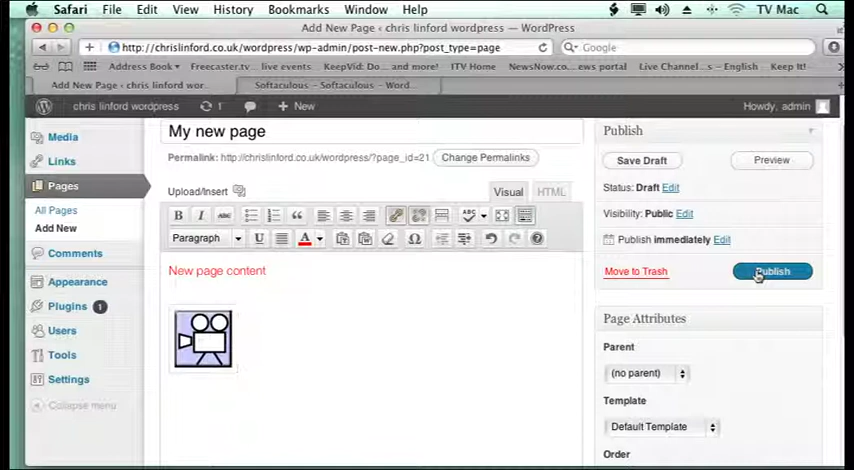 Safari File Edit View History Bookmarks Window Help TV Mac
Add New Page ‹ chris linford — WordPress
http://chrislinford.co.uk/wordpress/wp-admin/post-new.php?post_type=page Google
Address Book Freecaster.tv live events KeepVid: Do... and more! ITV Home NewsNow.co....ews portal Live Channel...s – English Keep It!
Add New Page ‹ chris linford wor... Softaculous – Softaculous – Word...
chris linford wordpress 1 + New Howdy, admin
Media
Links
Pages
All Pages
Add New
Comments
Appearance
Plugins 1
Users
Tools
Settings
Collapse menu
My new page
Permalink: http://chrislinford.co.uk/wordpress/?page_id=21 Change Permalinks
Upload/Insert Visual HTML
B I ABC ABC
Paragraph U A Ω
New page content
Publish
Save Draft Preview
Status: Draft Edit
Visibility: Public Edit
Publish immediately Edit
Move to Trash Publish
Page Attributes
Parent
(no parent)
Template
Default Template
Order